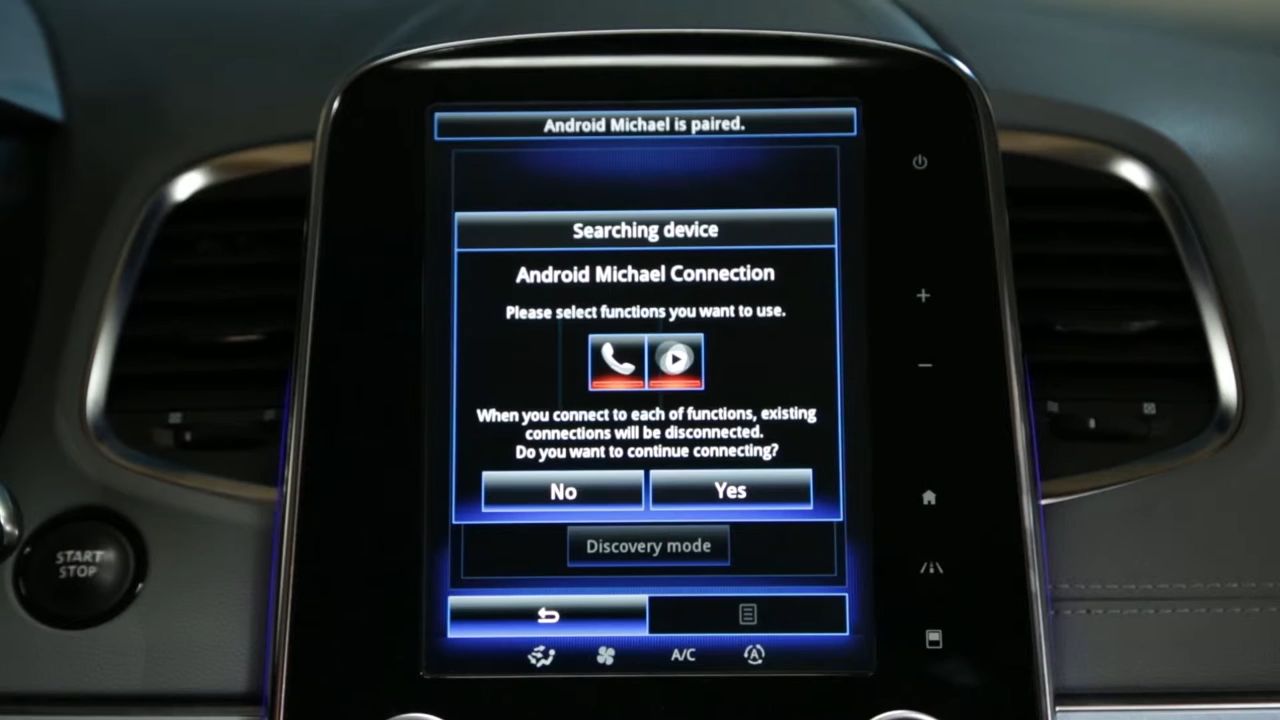 Android Michael is paired.
Searching device
Android Michael Connection
Please select functions you want to use.
When you connect to each of functions, existing
connections will be disconnected.
Do you want to continue connecting?
No
Yes
Discovery mode
A/C
START
STOP